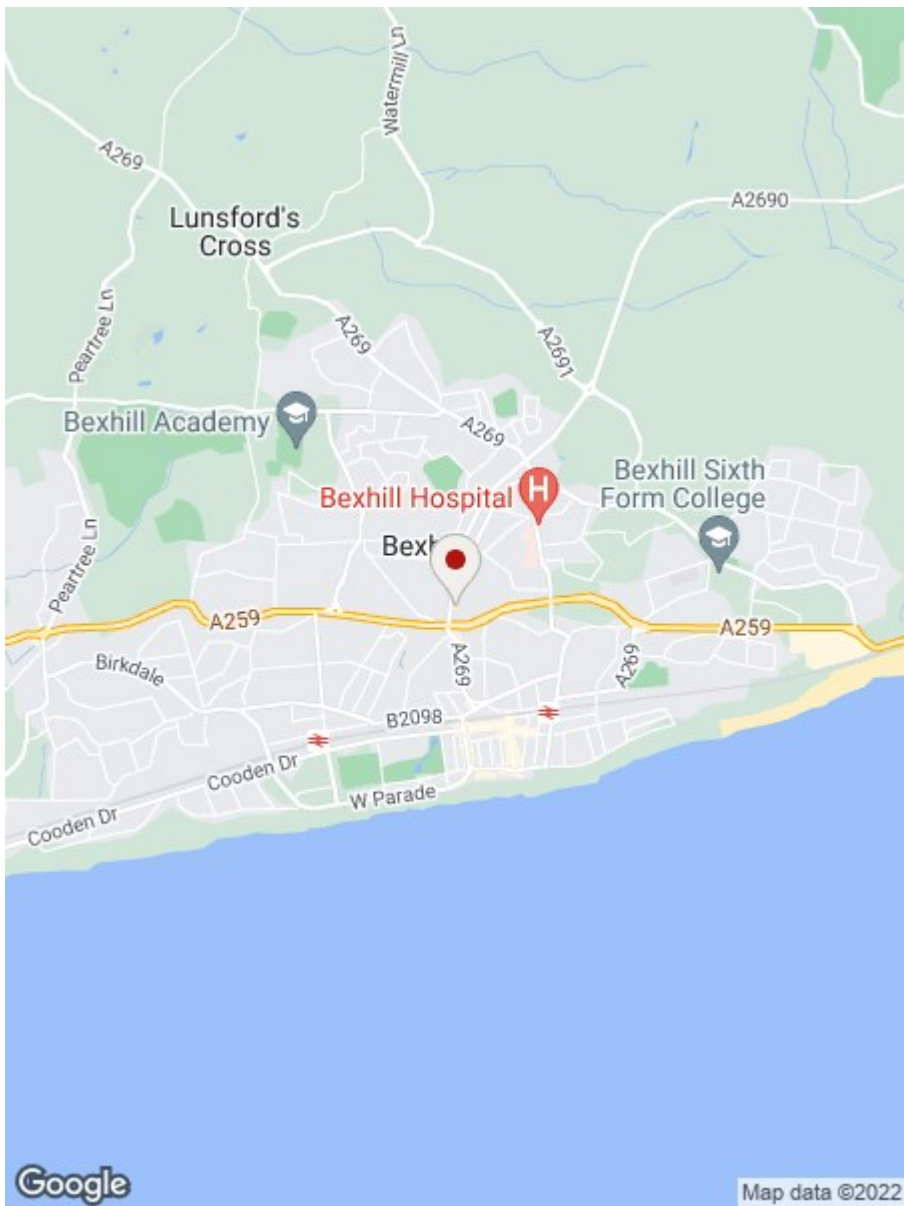 Watermill Ln
A269
A2690
Lunsford's
Cross
Peartree Ln
A269
A2691
Bexhill Academy
A269
Bexhill Sixth
Form College
Bexhill Hospital
H
Peartree Ln
A259
A259
Birkdale
A269
A269
B2098
Cooden Dr
W Parade
Cooden Dr
Google
Map data ©2022